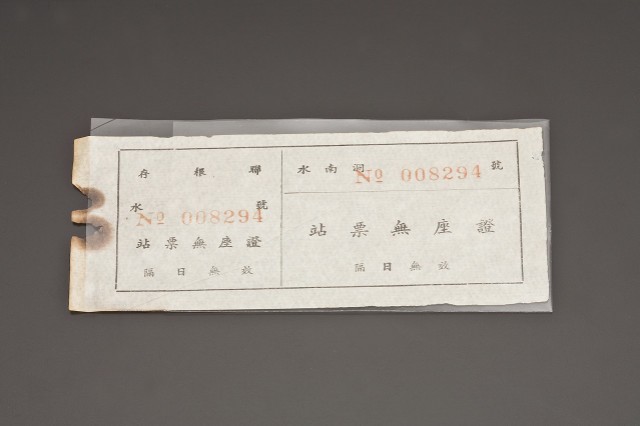 存根聯
水 號
No 008294
站票無座證
隔日無效
水南洞 號
No 008294
站票無座證
隔日無效